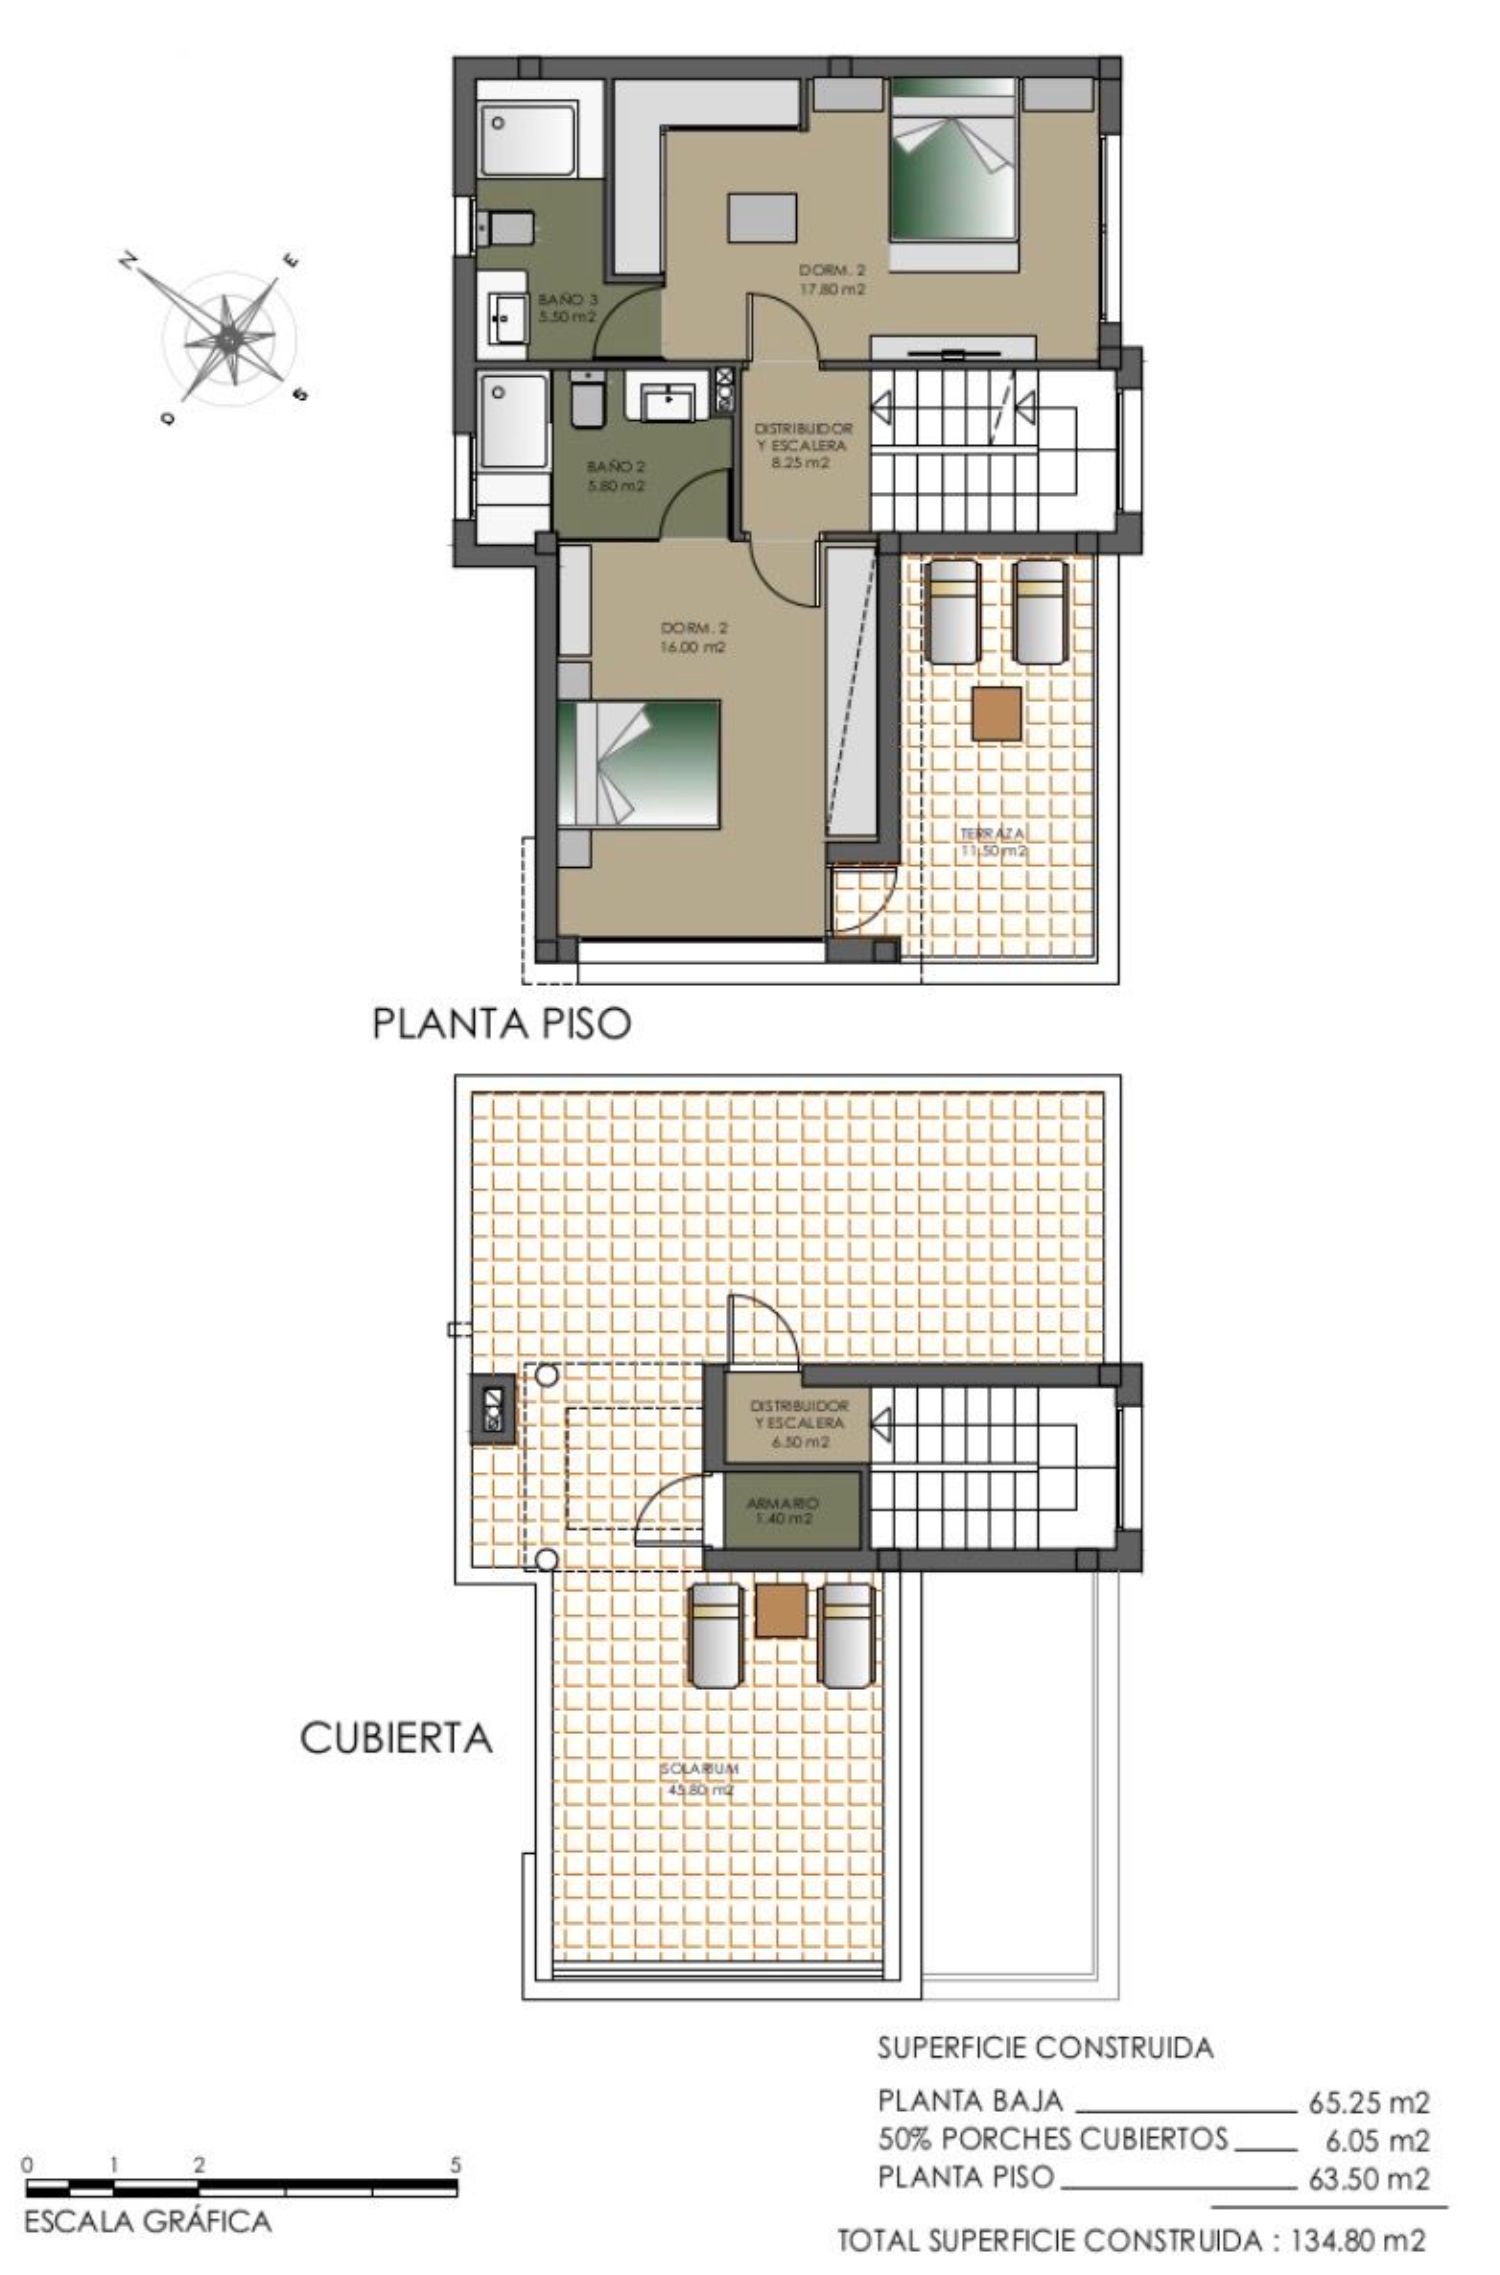 N
E
O
S
BAÑO 3
5.50 m2
DORM. 2
17.80 m2
BAÑO 2
5.80 m2
DISTRIBUIDOR
Y ESCALERA
8.25 m2
DORM. 2
16.00 m2
TERRAZA
11.50 m2
PLANTA PISO
DISTRIBUIDOR
Y ESCALERA
6.50 m2
ARMARIO
1.40 m2
CUBIERTA
SOLARIUM
45.80 m2
SUPERFICIE CONSTRUIDA
PLANTA BAJA 65.25 m2
50% PORCHES CUBIERTOS 6.05 m2
PLANTA PISO 63.50 m2
TOTAL SUPERFICIE CONSTRUIDA : 134.80 m2
0 1 2 5
ESCALA GRÁFICA